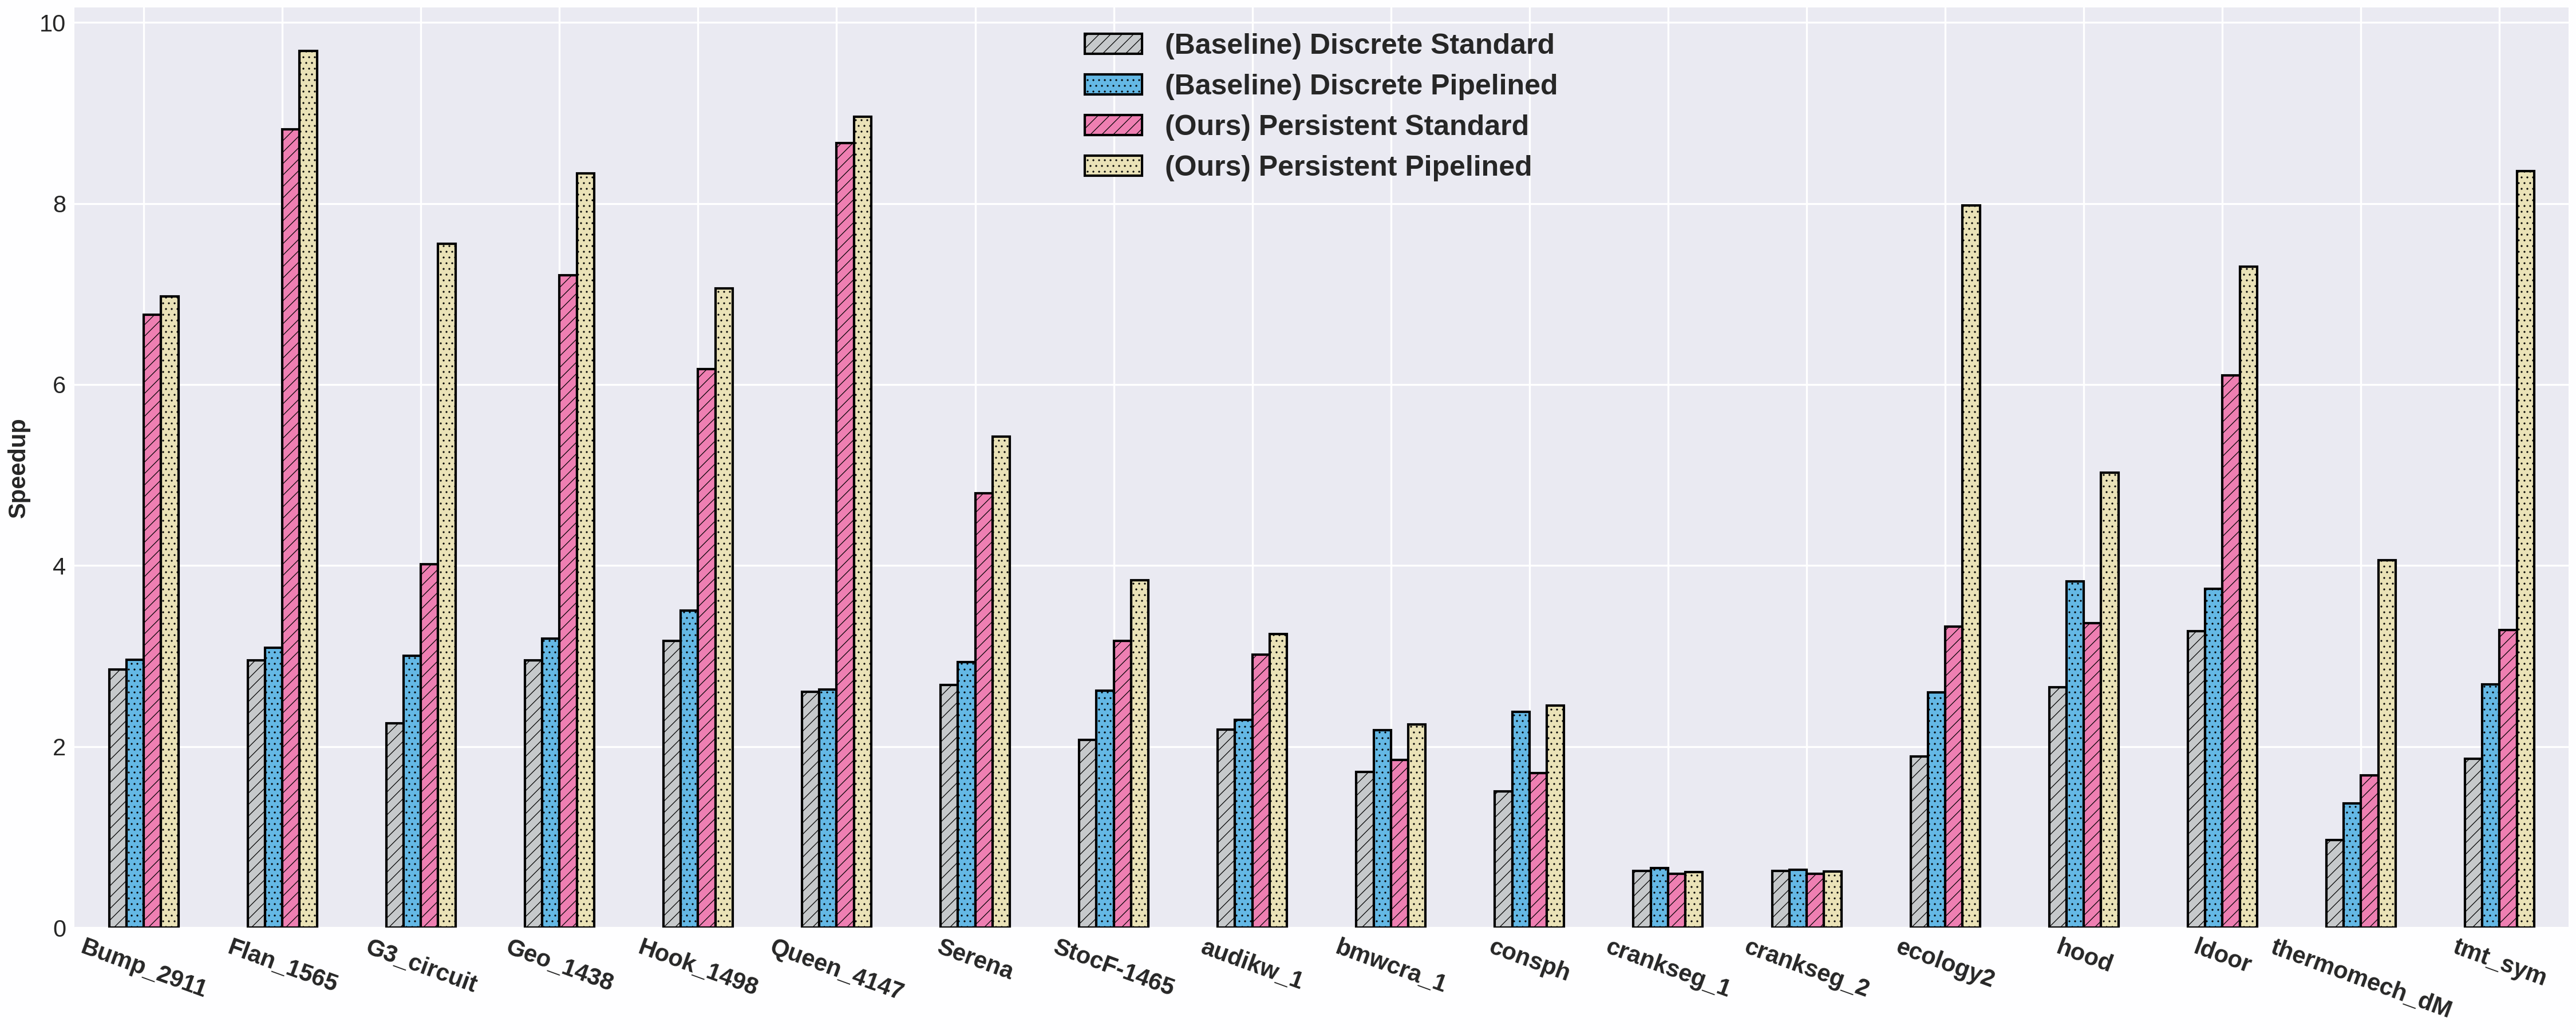 10
8
6
4
2
0
Speedup
(Baseline) Discrete Standard
(Baseline) Discrete Pipelined
(Ours) Persistent Standard
(Ours) Persistent Pipelined
Bump_2911
Flan_1565
G3_circuit
Geo_1438
Hook_1498
Queen_4147
Serena
StocF-1465
audikw_1
bmwcra_1
consph
crankseg_1
crankseg_2
ecology2
hood
ldoor
thermomech_dM
tmt_sym